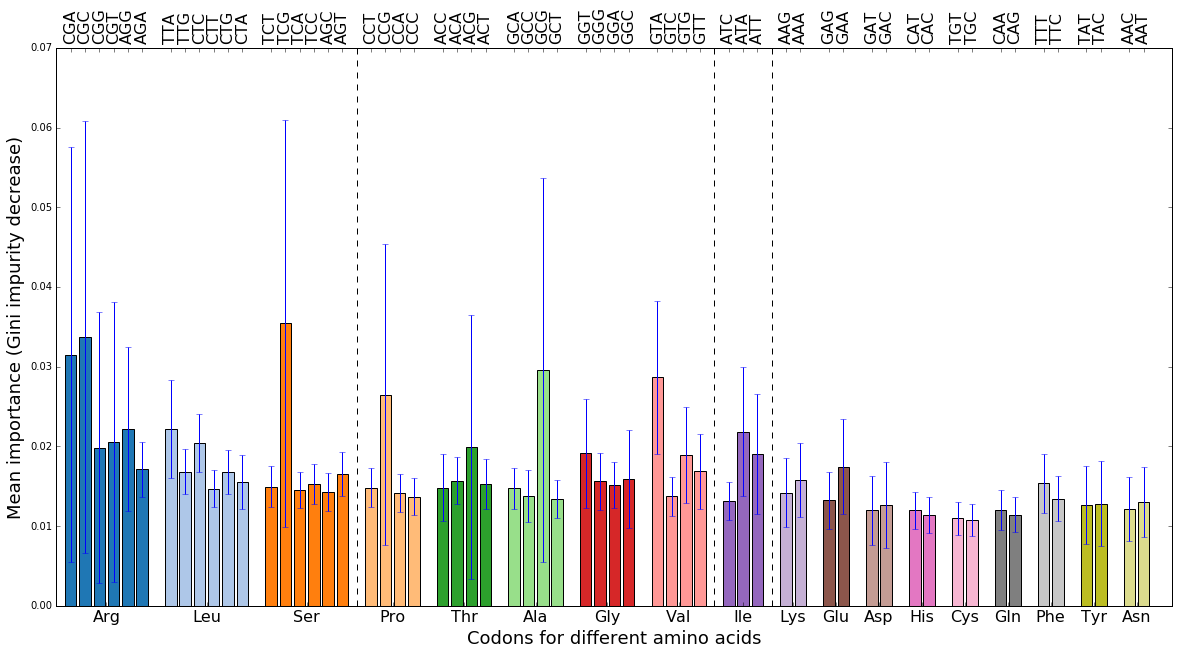 CGA CGC CGG CGT AGG AGA TTA TTG CTC CTT CTG CTA TCT TCG TCA TCC AGC AGT CCT CCG CCA CCC ACC ACA ACG ACT GCA GCC GCG GCT GGT GGG GGA GGC GTA GTC GTG GTT ATC ATA ATT AAG AAA GAG GAA GAT GAC CAT CAC TGT TGC CAA CAG TTT TTC TAT TAC AAC AAT
0.07
0.06
0.05
0.04
0.03
0.02
0.01
0.00
Mean importance (Gini impurity decrease)
Arg Leu Ser Pro Thr Ala Gly Val Ile Lys Glu Asp His Cys Gln Phe Tyr Asn
Codons for different amino acids